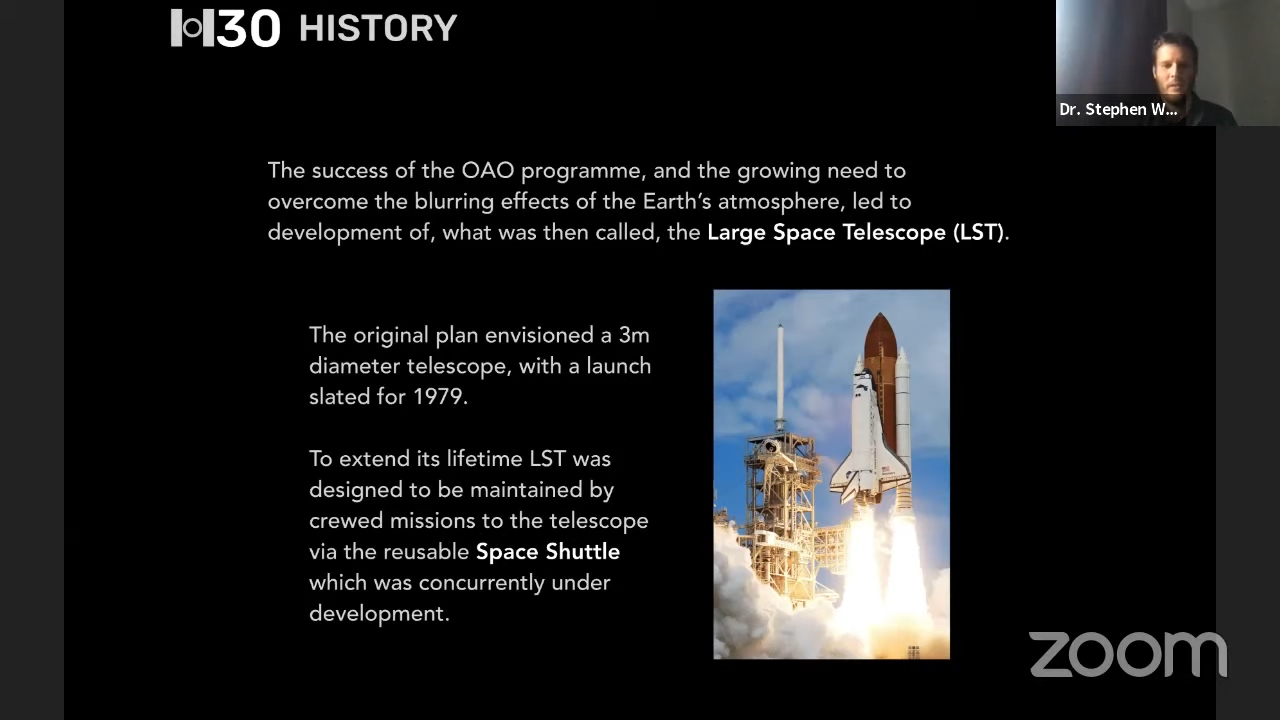 H30 HISTORY
Dr. Stephen W...
The success of the OAO programme, and the growing need to
overcome the blurring effects of the Earth's atmosphere, led to
development of, what was then called, the Large Space Telescope (LST).
The original plan envisioned a 3m
diameter telescope, with a launch
slated for 1979.
To extend its lifetime LST was
designed to be maintained by
crewed missions to the telescope
via the reusable Space Shuttle
which was concurrently under
development.
zoom